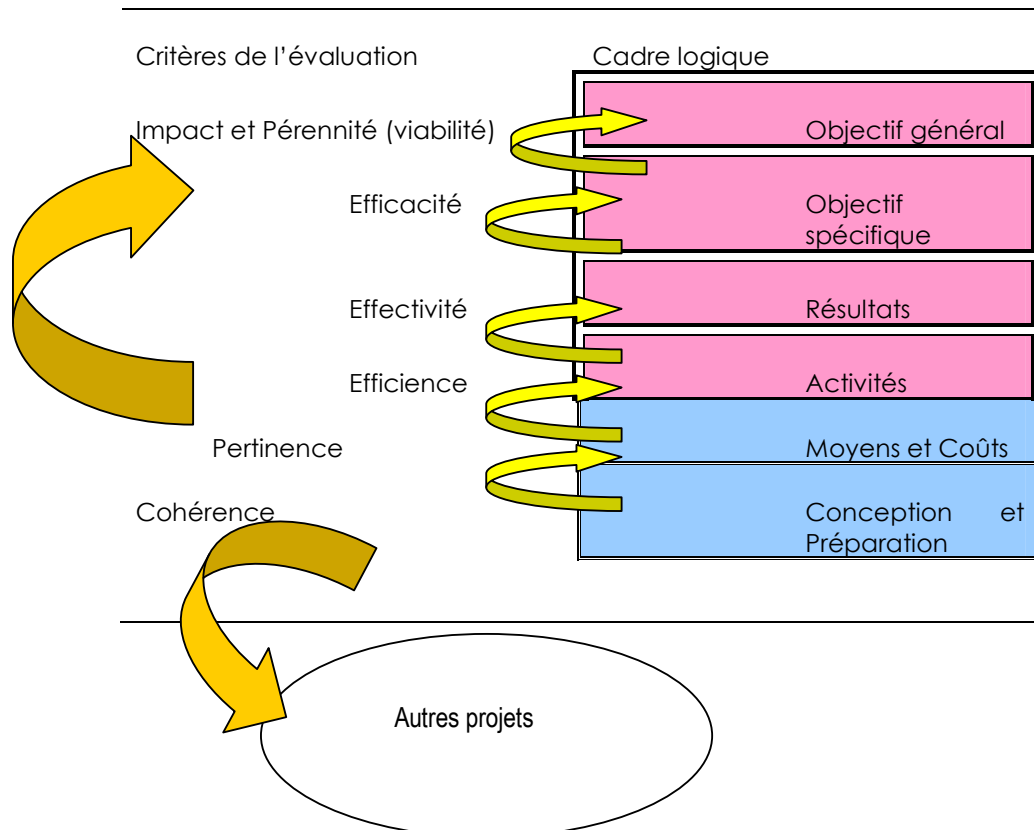 Critères de l’évaluation Cadre logique
Impact et Pérennité (viabilité) Objectif général
Efficacité Objectif
spécifique
Effectivité Résultats
Efficience Activités
Pertinence Moyens et Coûts
Cohérence Conception et
Préparation
Autres projets